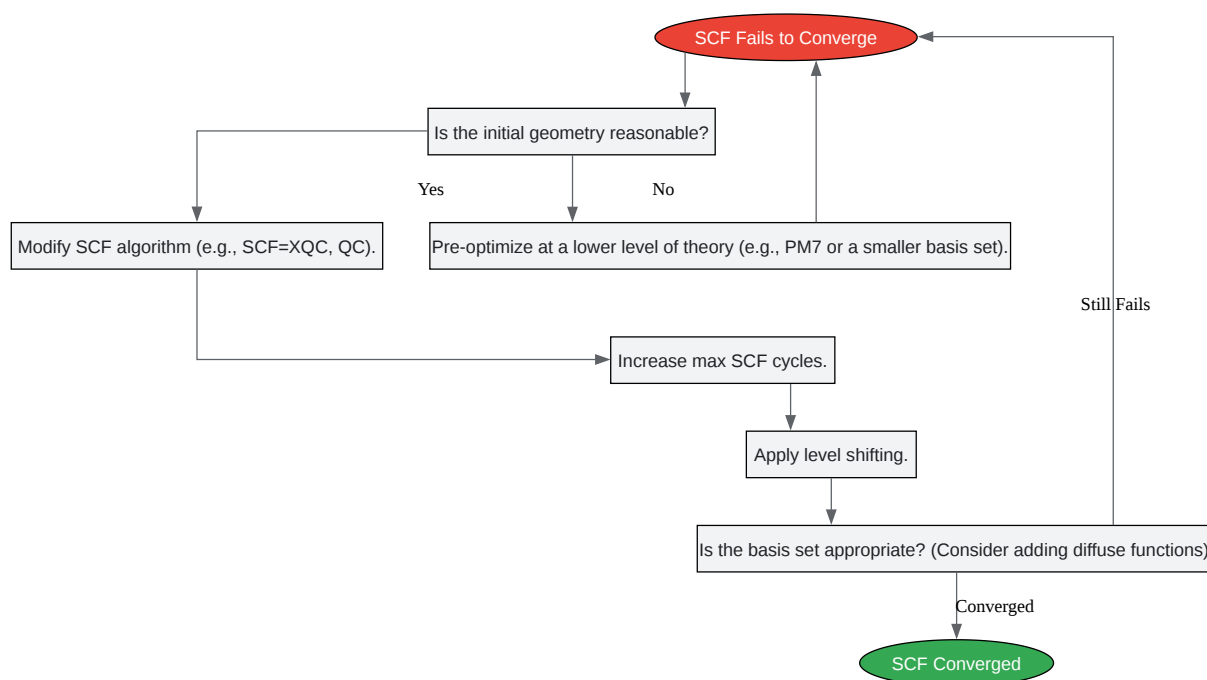 SCF Fails to Converge
Is the initial geometry reasonable?
Yes
No
Modify SCF algorithm (e.g., SCF=XQC, QC).
Pre-optimize at a lower level of theory (e.g., PM7 or a smaller basis set).
Still Fails
Increase max SCF cycles.
Apply level shifting.
Is the basis set appropriate? (Consider adding diffuse functions)
Converged
SCF Converged